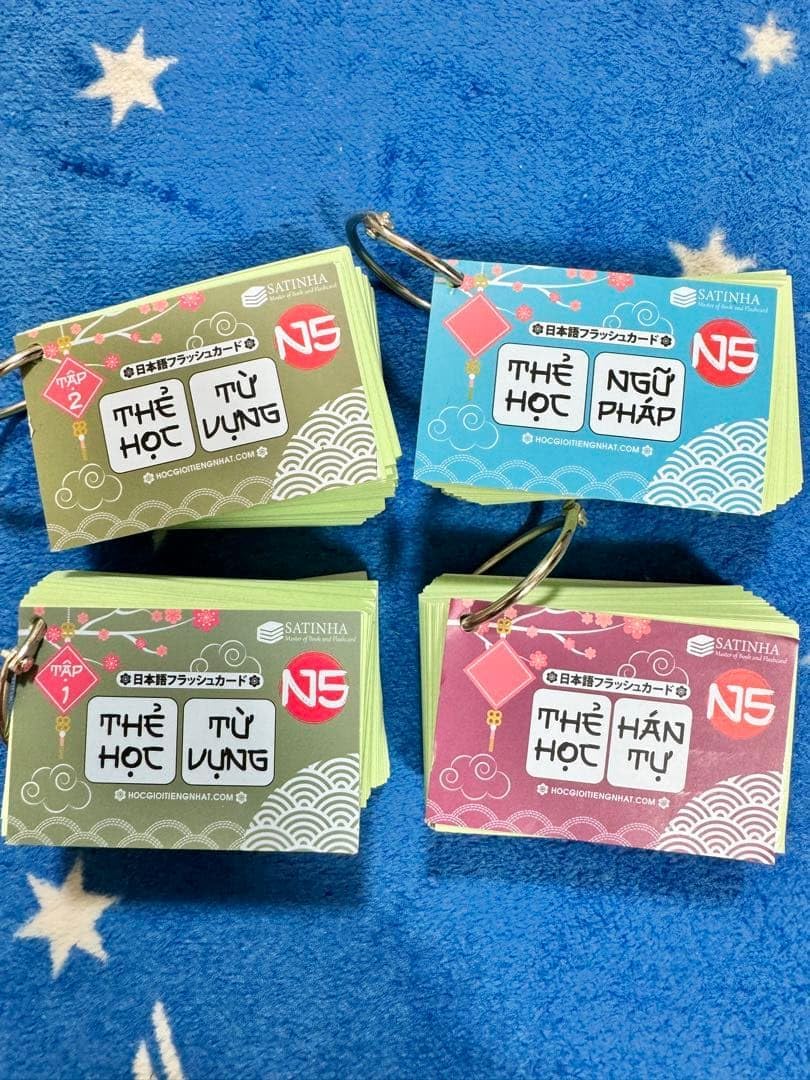 SATINHA
Master of Book and Flashcard
N5
日本語フラッシュカード
TẬP
2
THẺ
HỌC
TỪ
VỰNG
HOCGIOITIENGNHAT.COM
SATINHA
Master of Book and Flashcard
N5
日本語フラッシュカード
THẺ
HỌC
NGỮ
PHÁP
HOCGIOITIENGNHAT.COM
SATINHA
Master of Book and Flashcard
N5
TẬP
1
日本語フラッシュカード
THẺ
HỌC
TỪ
VỰNG
HOCGIOITIENGNHAT.COM
SATINHA
Master of Book and Flashcard
N5
日本語フラッシュカード
THẺ
HỌC
HÁN
TỰ
HOCGIOITIENGNHAT.COM